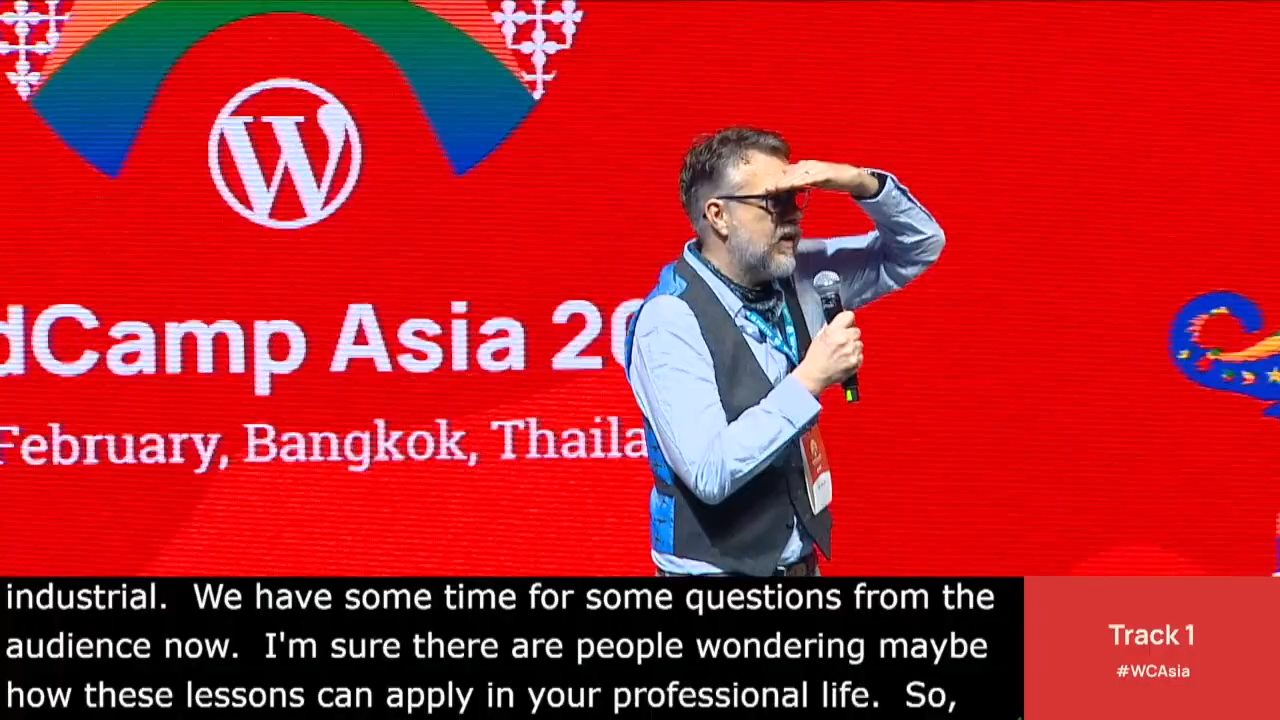 W
dCamp Asia 20
February, Bangkok, Thaila
industrial.  We have some time for some questions from the
audience now.  I'm sure there are people wondering maybe
how these lessons can apply in your professional life.  So,
Track 1
#WCAsia